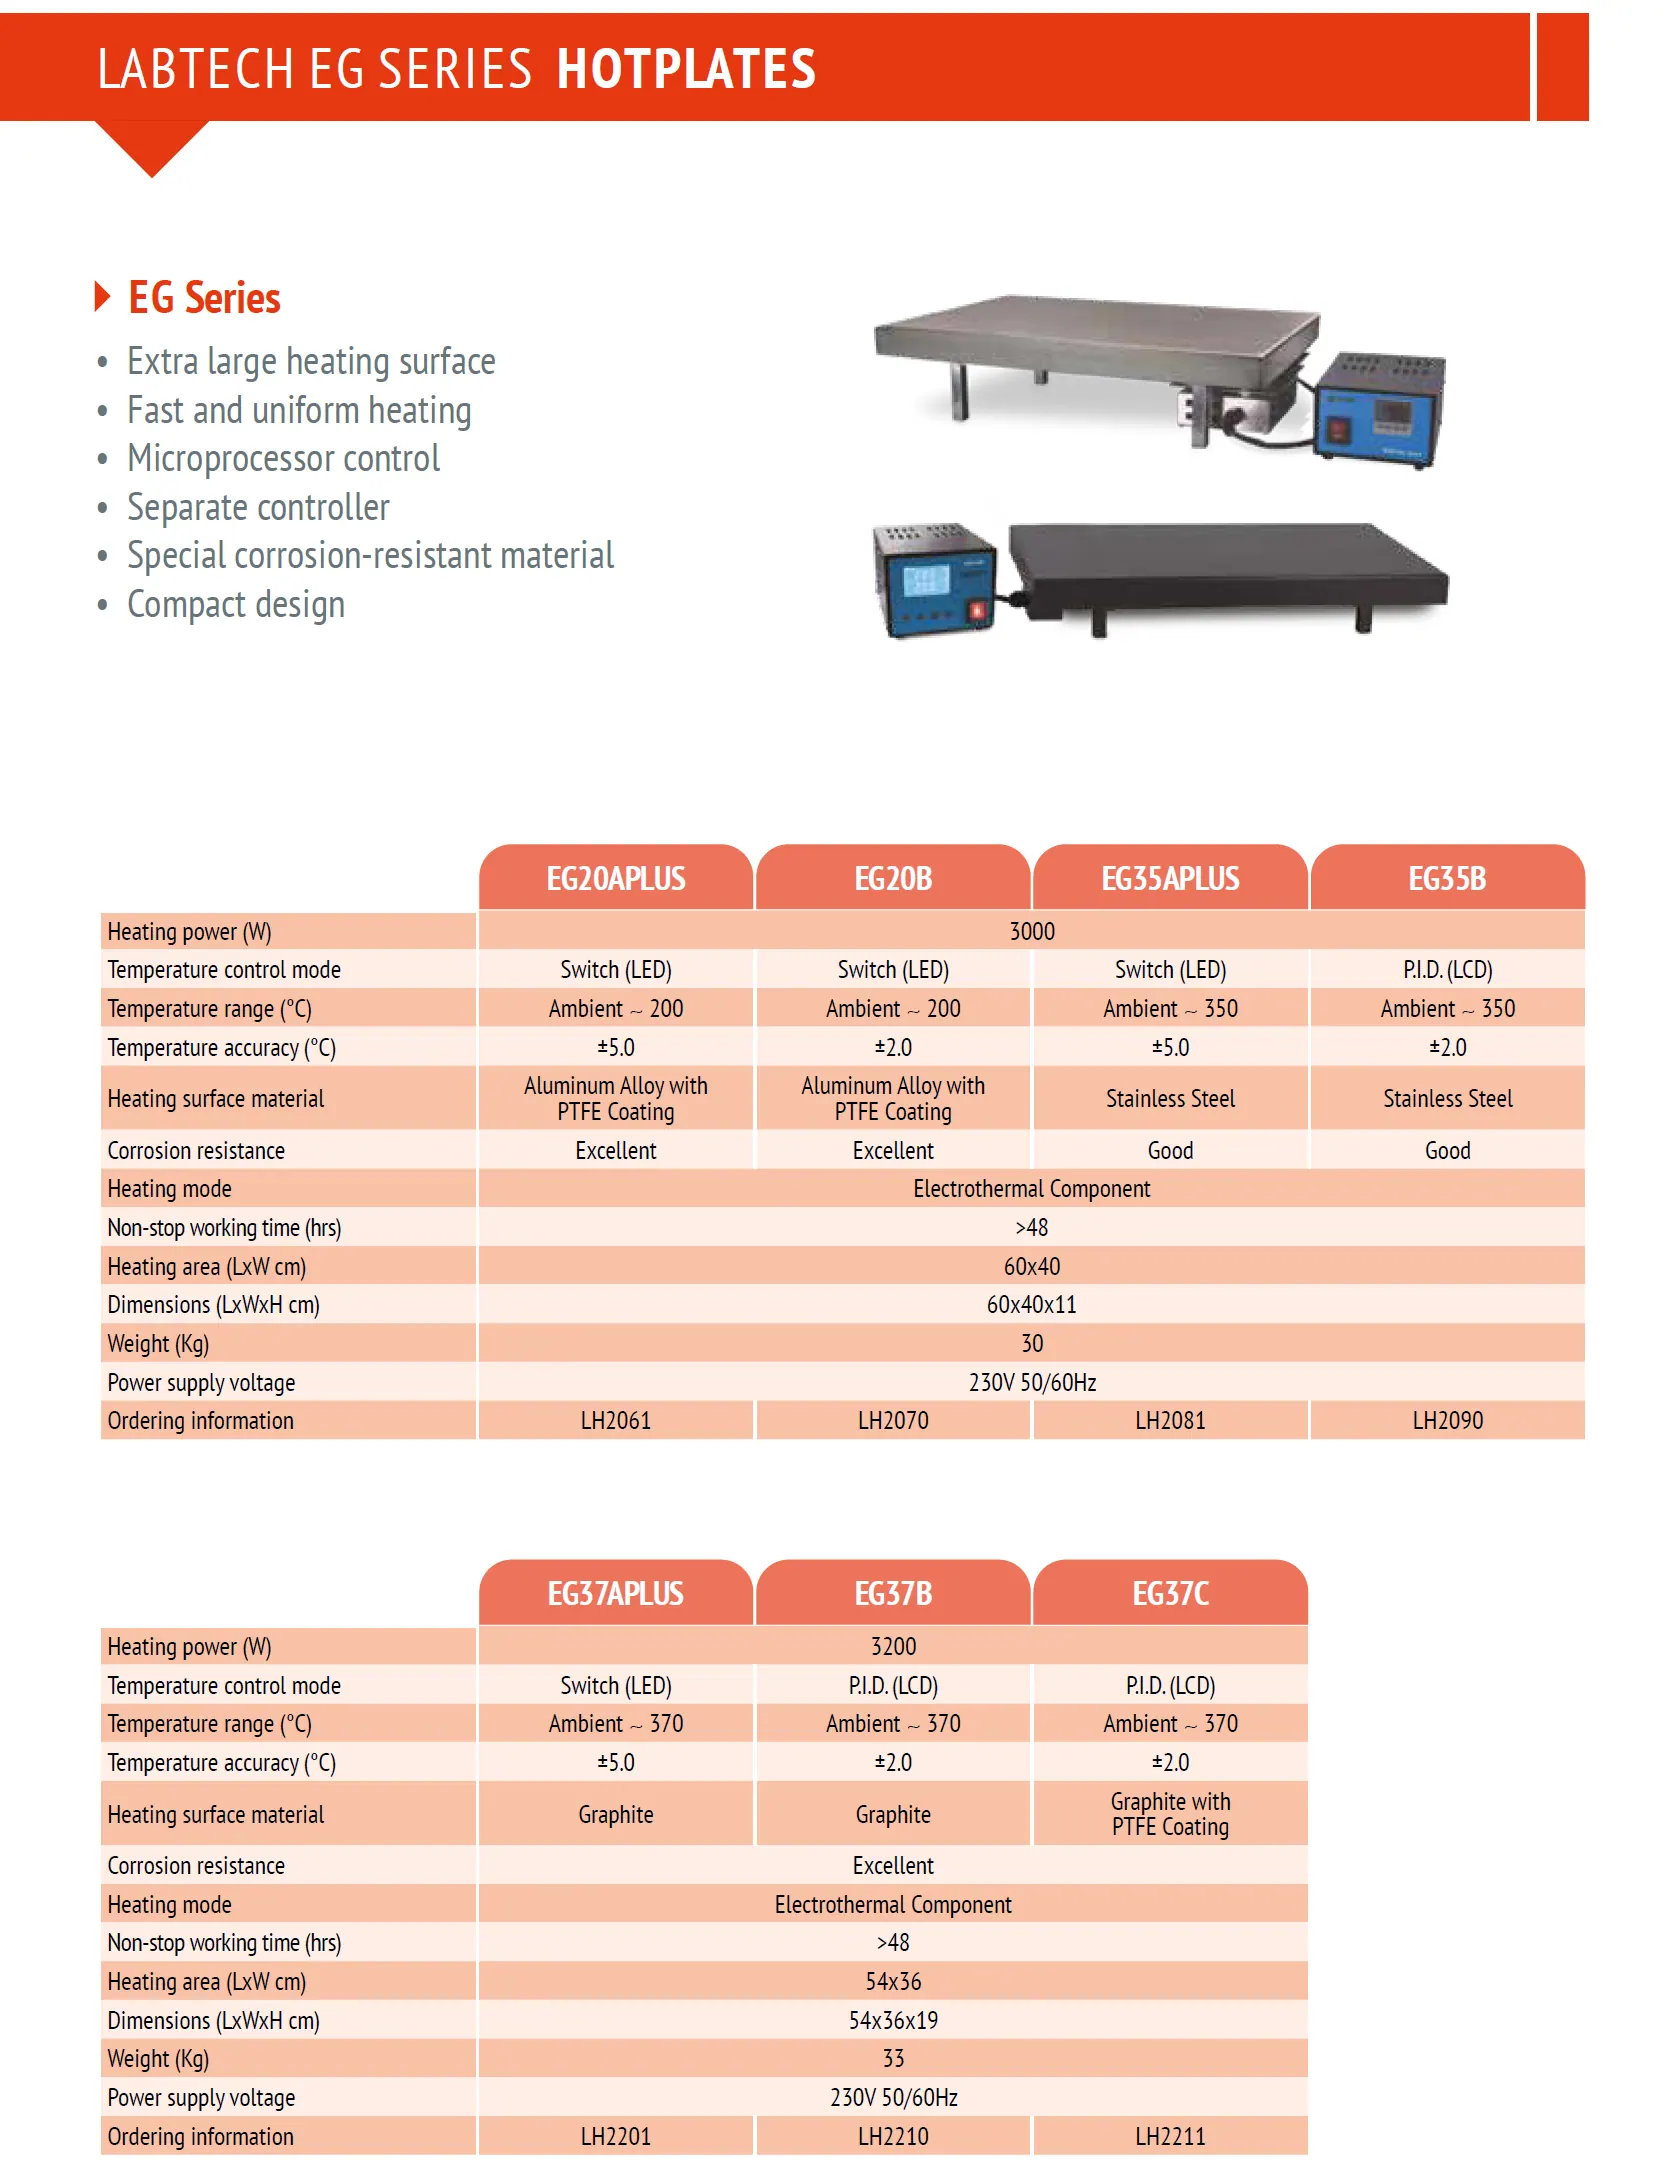 LABTECH EG SERIES HOTPLATES
EG Series
• Extra large heating surface
• Fast and uniform heating
• Microprocessor control
• Separate controller
• Special corrosion-resistant material
• Compact design
EG20APLUS EG20B EG35APLUS EG35B
Heating power (W) 3000
Temperature control mode Switch (LED) Switch (LED) Switch (LED) P.I.D. (LCD)
Temperature range (°C) Ambient ~ 200 Ambient ~ 200 Ambient ~ 350 Ambient ~ 350
Temperature accuracy (°C) ±5.0 ±2.0 ±5.0 ±2.0
Heating surface material Aluminum Alloy with PTFE Coating Aluminum Alloy with PTFE Coating Stainless Steel Stainless Steel
Corrosion resistance Excellent Excellent Good Good
Heating mode Electrothermal Component
Non-stop working time (hrs) >48
Heating area (LxW cm) 60x40
Dimensions (LxWxH cm) 60x40x11
Weight (Kg) 30
Power supply voltage 230V 50/60Hz
Ordering information LH2061 LH2070 LH2081 LH2090
EG37APLUS EG37B EG37C
Heating power (W) 3200
Temperature control mode Switch (LED) P.I.D. (LCD) P.I.D. (LCD)
Temperature range (°C) Ambient ~ 370 Ambient ~ 370 Ambient ~ 370
Temperature accuracy (°C) ±5.0 ±2.0 ±2.0
Heating surface material Graphite Graphite Graphite with PTFE Coating
Corrosion resistance Excellent
Heating mode Electrothermal Component
Non-stop working time (hrs) >48
Heating area (LxW cm) 54x36
Dimensions (LxWxH cm) 54x36x19
Weight (Kg) 33
Power supply voltage 230V 50/60Hz
Ordering information LH2201 LH2210 LH2211